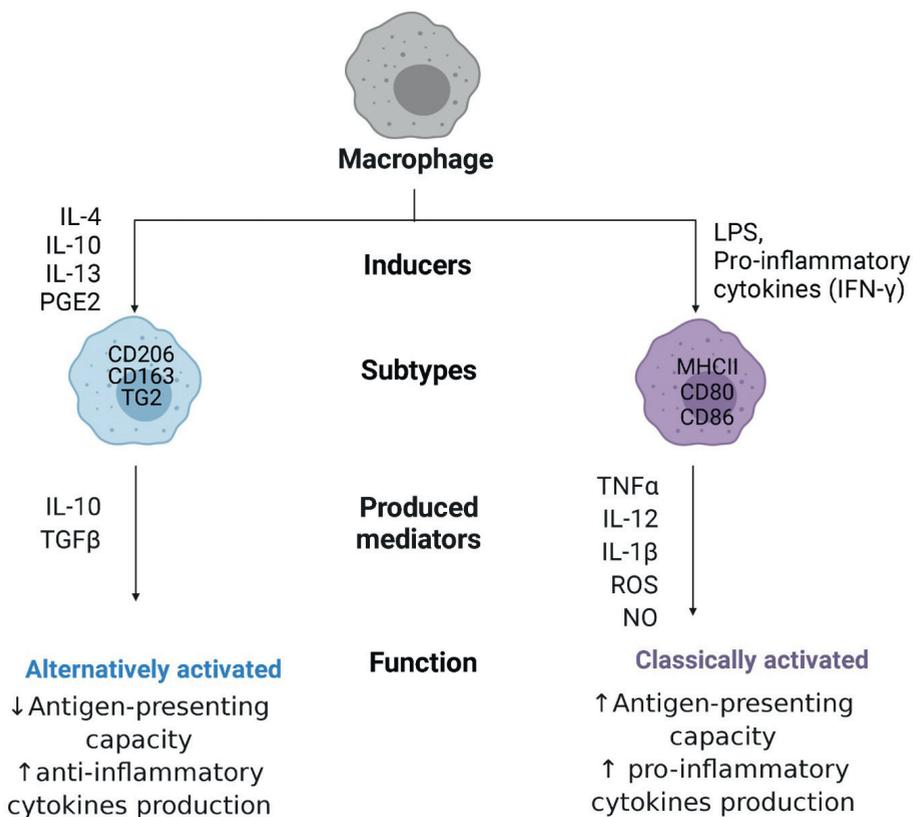 Macrophage
IL-4
IL-10
IL-13
PGE2
Inducers
LPS,
Pro-inflammatory
cytokines (IFN-γ)
CD206
CD163
TG2
Subtypes
MHCII
CD80
CD86
IL-10
TGFβ
Produced
mediators
TNFα
IL-12
IL-1β
ROS
NO
Alternatively activated
↓Antigen-presenting
capacity
↑anti-inflammatory
cytokines production
Function
Classically activated
↑Antigen-presenting
capacity
↑ pro-inflammatory
cytokines production